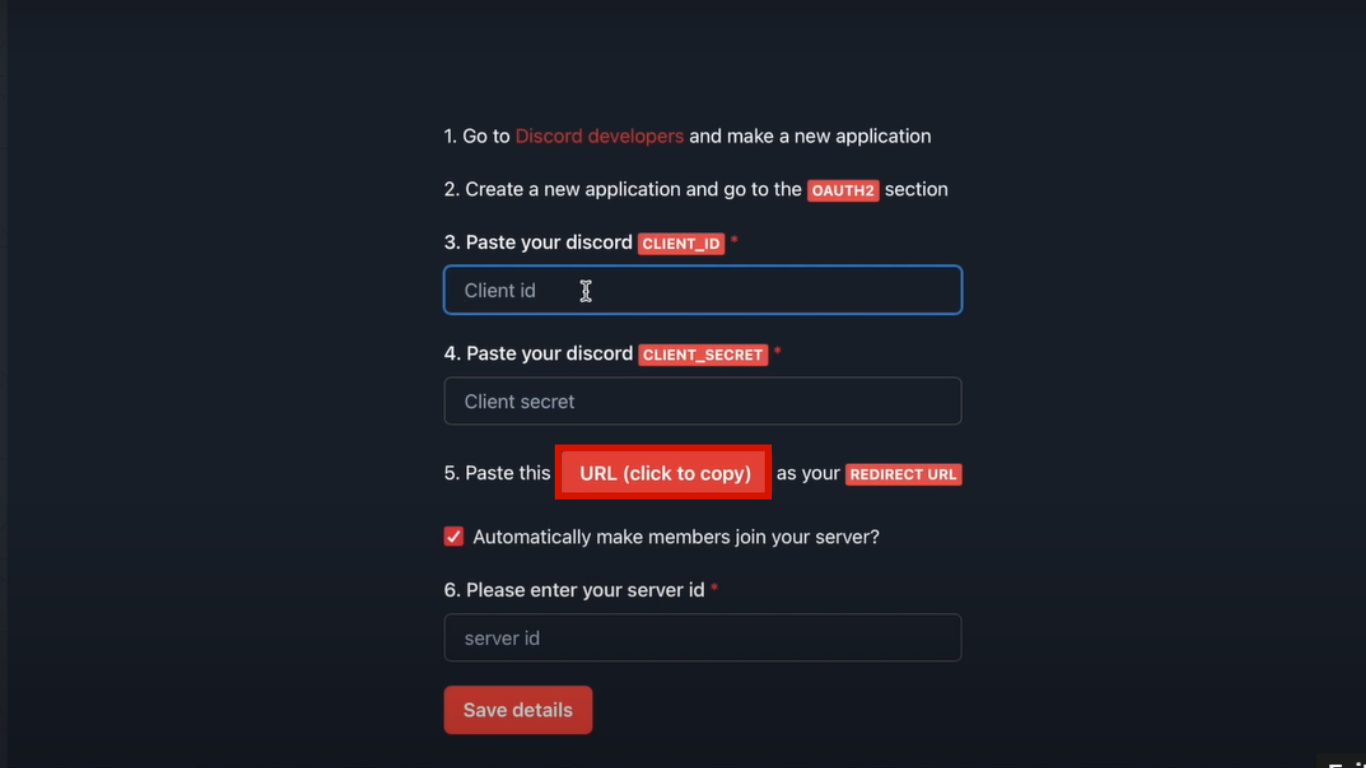 1. Go to Discord developers and make a new application
2. Create a new application and go to the OAUTH2 section
3. Paste your discord CLIENT_ID *
Client id
4. Paste your discord CLIENT_SECRET *
Client secret
5. Paste this URL (click to copy) as your REDIRECT URL
Automatically make members join your server?
6. Please enter your server id *
server id
Save details